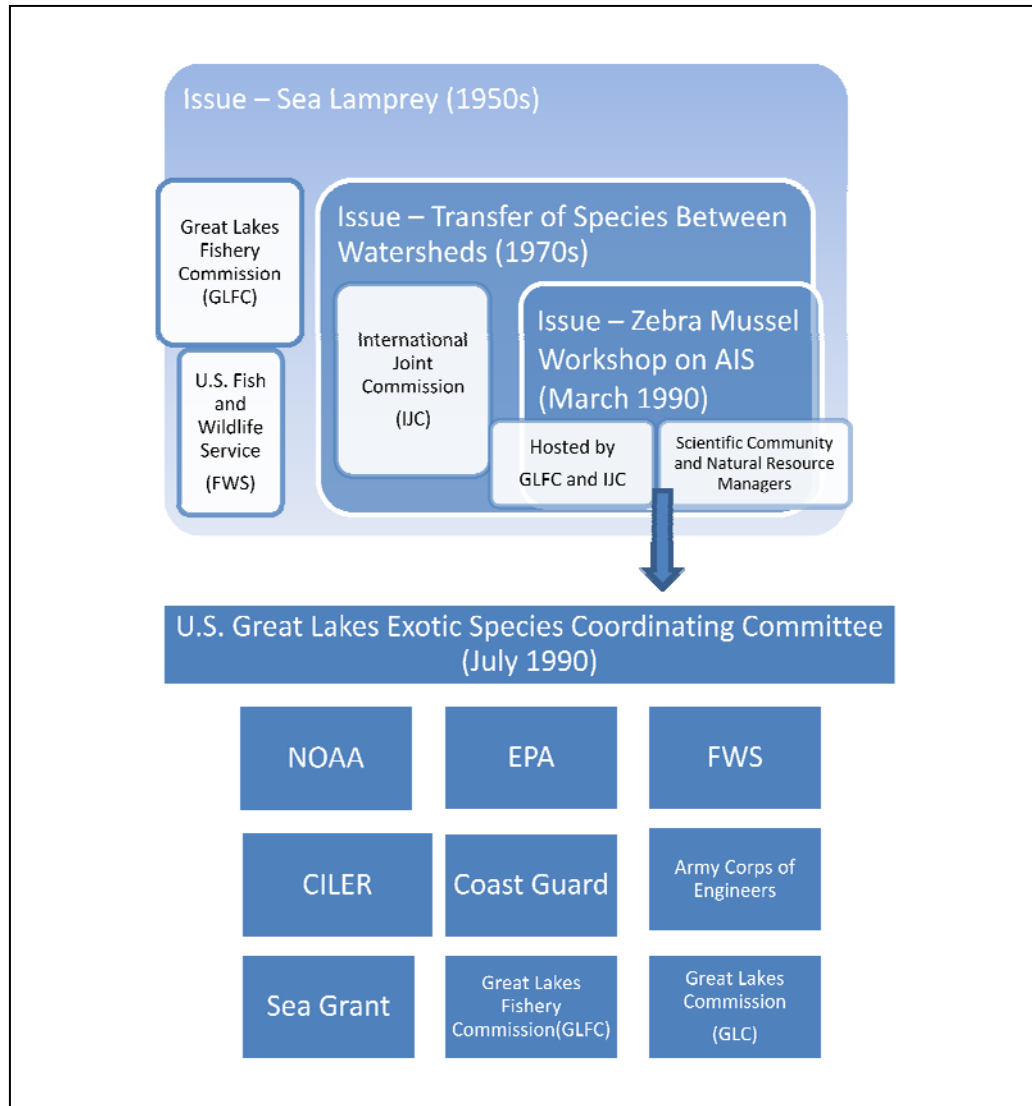 Issue – Sea Lamprey (1950s)
Great Lakes
Fishery
Commission
(GLFC)
U.S. Fish
and
Wildlife
Service
(FWS)
Issue – Transfer of Species Between
Watersheds (1970s)
International
Joint
Commission
(IJC)
Issue – Zebra Mussel
Workshop on AIS
(March 1990)
Hosted by
GLFC and IJC
Scientific Community
and Natural Resource
Managers
U.S. Great Lakes Exotic Species Coordinating Committee
(July 1990)
NOAA
EPA
FWS
CILER
Coast Guard
Army Corps of
Engineers
Sea Grant
Great Lakes
Fishery
Commission(GLFC)
Great Lakes
Commission
(GLC)